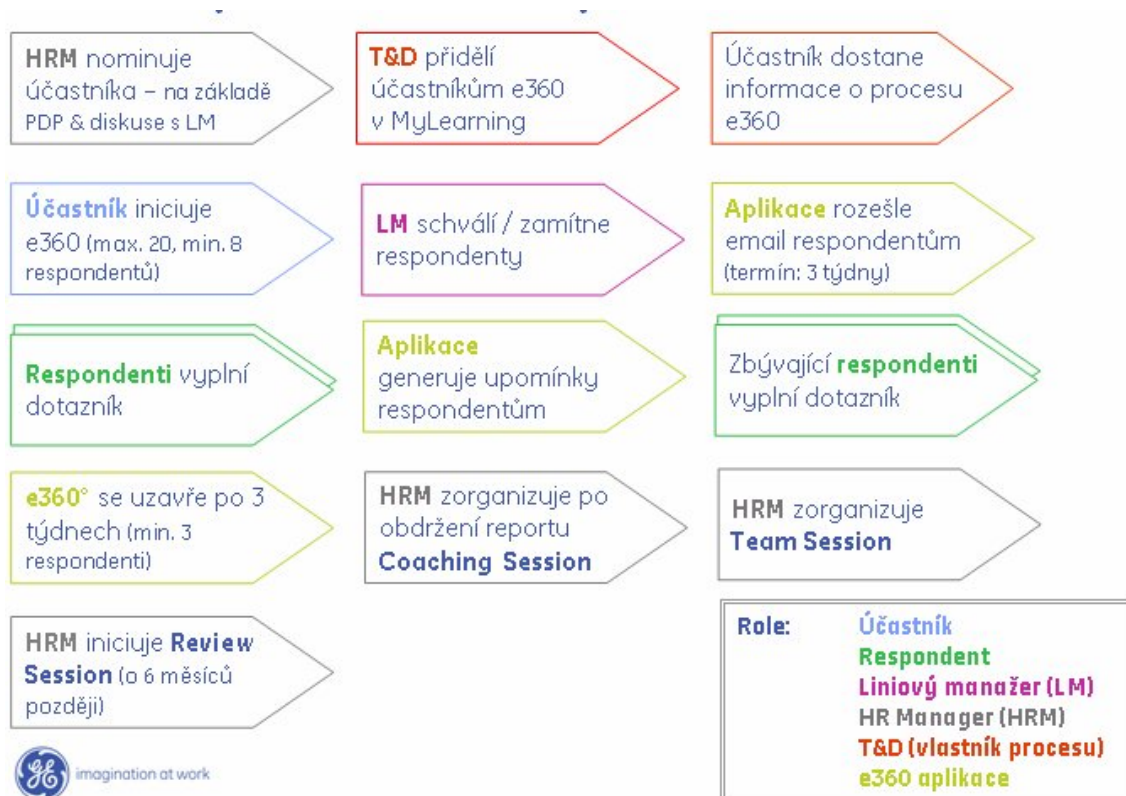 HRM nominuje
účastníka – na základě
PDP & diskuse s LM
T&D přidělí
účastníkům e360
v MyLearning
Účastník dostane
informace o procesu
e360
Účastník iniciuje
e360 (max. 20, min. 8
respondentů)
LM schválí / zamítne
respondenty
Aplikace rozešle
email respondentům
(termín: 3 týdny)
Respondenti vyplní
dotazník
Aplikace
generuje upomínky
respondentům
Zbývající respondenti
vyplní dotazník
e360° se uzavře po 3
týdnech (min. 3
respondenti)
HRM zorganizuje po
obdržení reportu
Coaching Session
HRM zorganizuje
Team Session
HRM iniciuje Review
Session (o 6 měsíců
později)
Role:
Účastník
Respondent
Liniový manažer (LM)
HR Manager (HRM)
T&D (vlastník procesu)
e360 aplikace
GE imagination at work